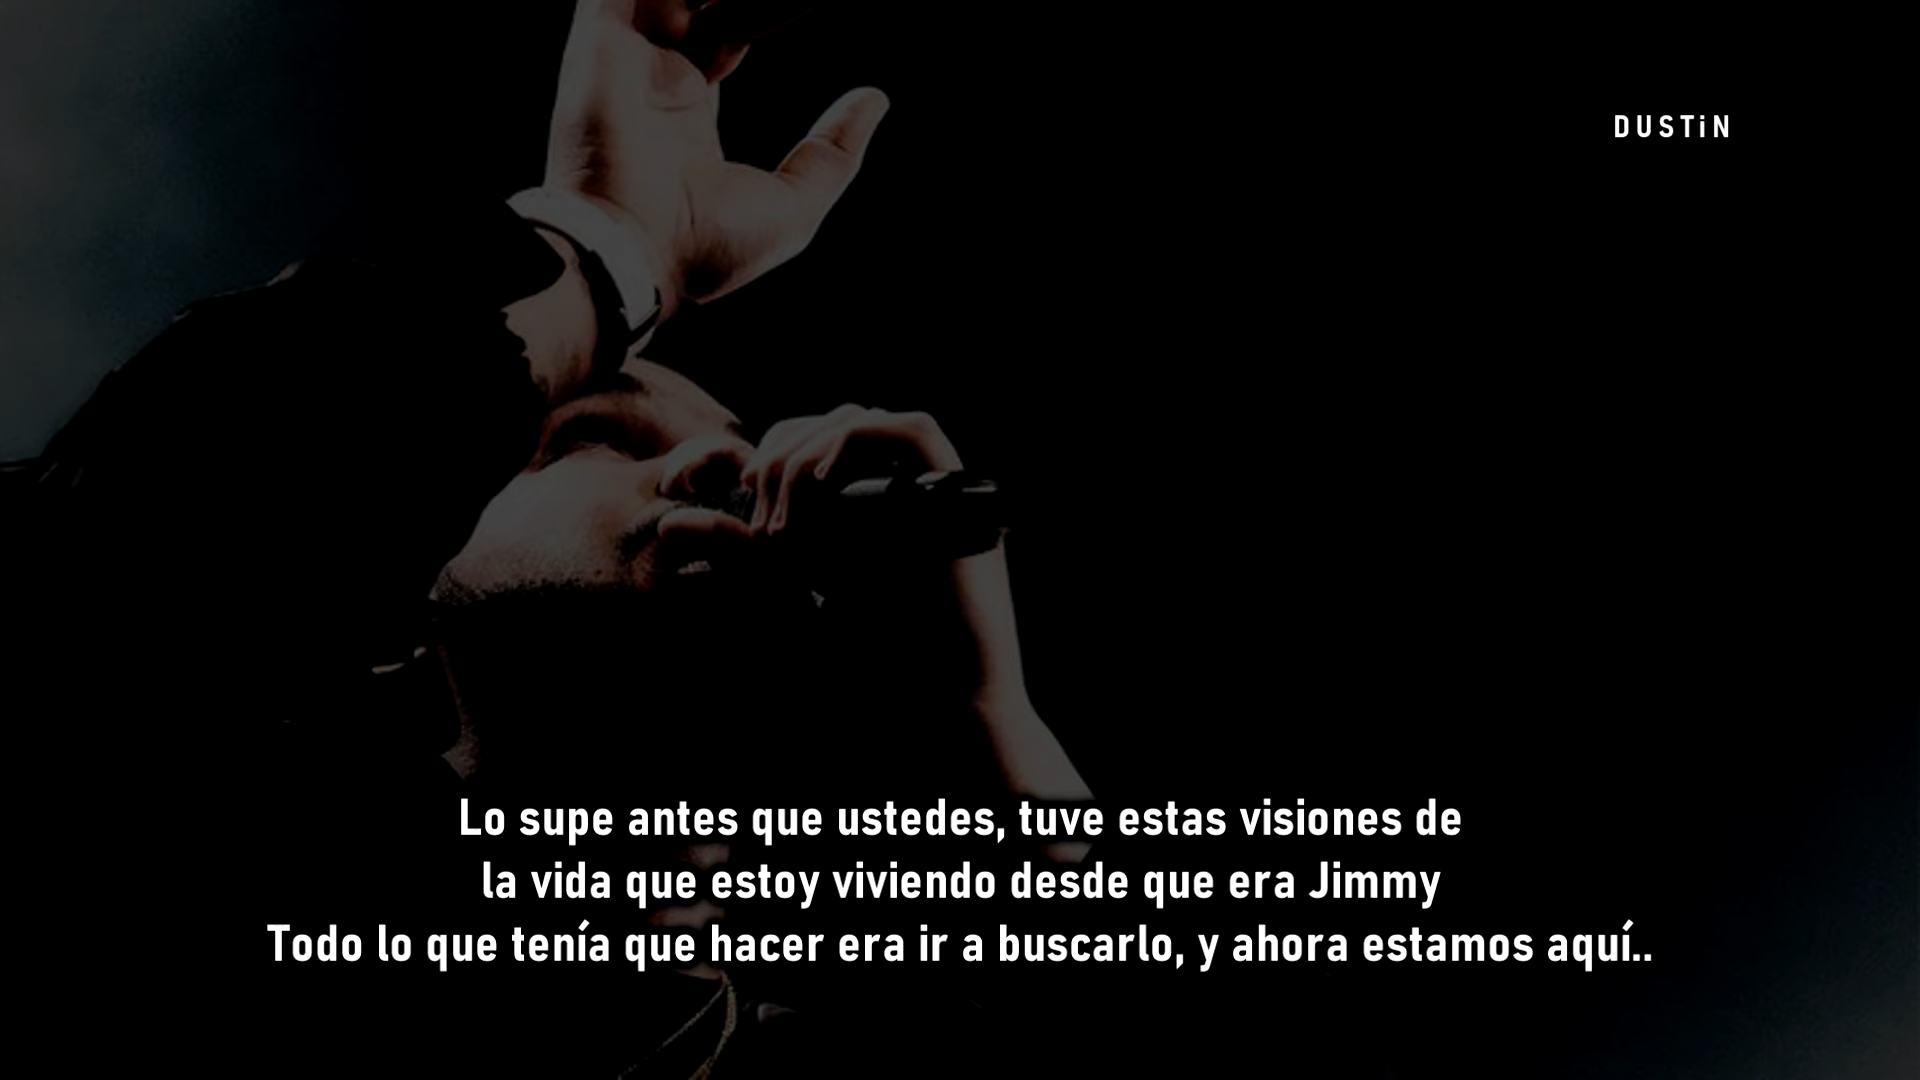 DUSTiN
Lo supe antes que ustedes, tuve estas visiones de
la vida que estoy viviendo desde que era Jimmy
Todo lo que tenía que hacer era ir a buscarlo, y ahora estamos aquí..